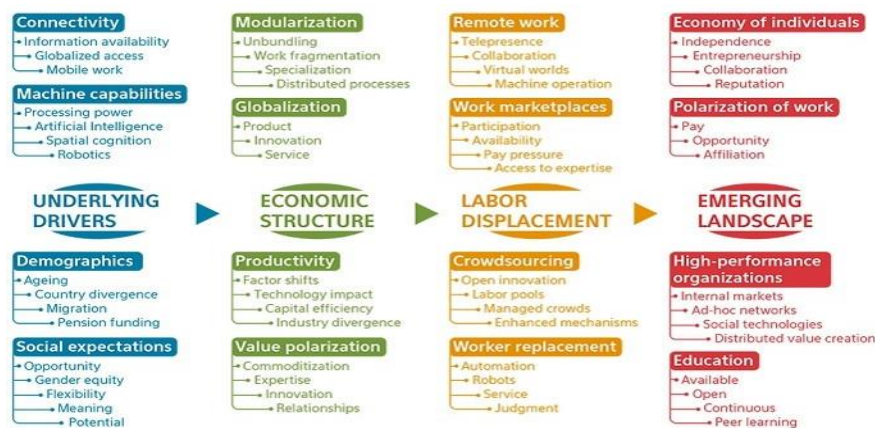 Connectivity
Information availability
Globalized access
Mobile work
Machine capabilities
Processing power
Artificial Intelligence
Spatial cognition
Robotics
Modularization
Unbundling
Work fragmentation
Specialization
Distributed processes
Globalization
Product
Innovation
Service
Remote work
Telepresence
Collaboration
Virtual worlds
Machine operation
Work marketplaces
Participation
Availability
Pay pressure
Access to expertise
Economy of individuals
Independence
Entrepreneurship
Collaboration
Reputation
Polarization of work
Pay
Opportunity
Affiliation
UNDERLYING
DRIVERS
ECONOMIC
STRUCTURE
LABOR
DISPLACEMENT
EMERGING
LANDSCAPE
Demographics
Ageing
Country divergence
Migration
Pension funding
Social expectations
Opportunity
Gender equity
Flexibility
Meaning
Potential
Productivity
Factor shifts
Technology impact
Capital efficiency
Industry divergence
Value polarization
Commoditization
Expertise
Innovation
Relationships
Crowdsourcing
Open innovation
Labor pools
Managed crowds
Enhanced mechanisms
Worker replacement
Automation
Robots
Service
Judgment
High-performance
organizations
Internal markets
Ad-hoc networks
Social technologies
Distributed value creation
Education
Available
Open
Continuous
Peer learning